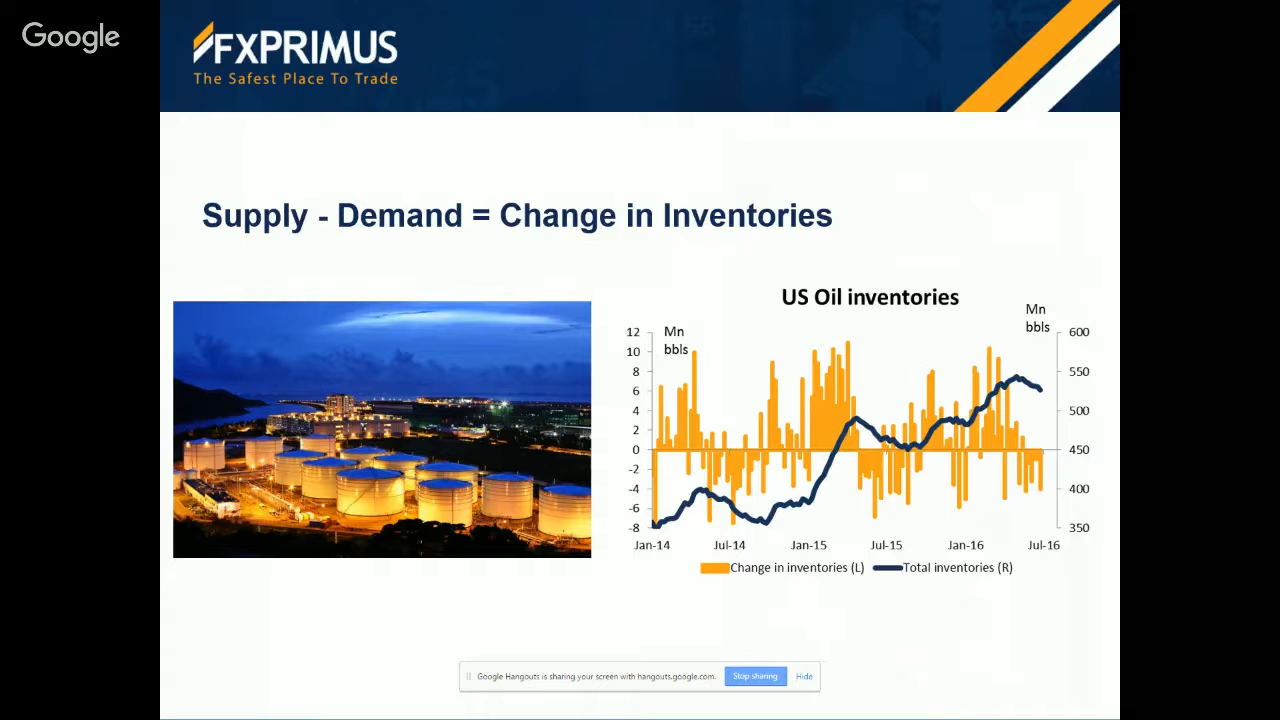 Google
FXPRIMUS
The Safest Place To Trade
Supply - Demand = Change in Inventories
US Oil inventories
Mn
bbls
Mn
bbls
12
10
8
6
4
2
0
-2
-4
-6
-8
600
550
500
450
400
350
Jan-14 Jul-14 Jan-15 Jul-15 Jan-16 Jul-16
Change in inventories (L) Total inventories (R)
Google Hangouts is sharing your screen with hangouts.google.com. Stop sharing Hide